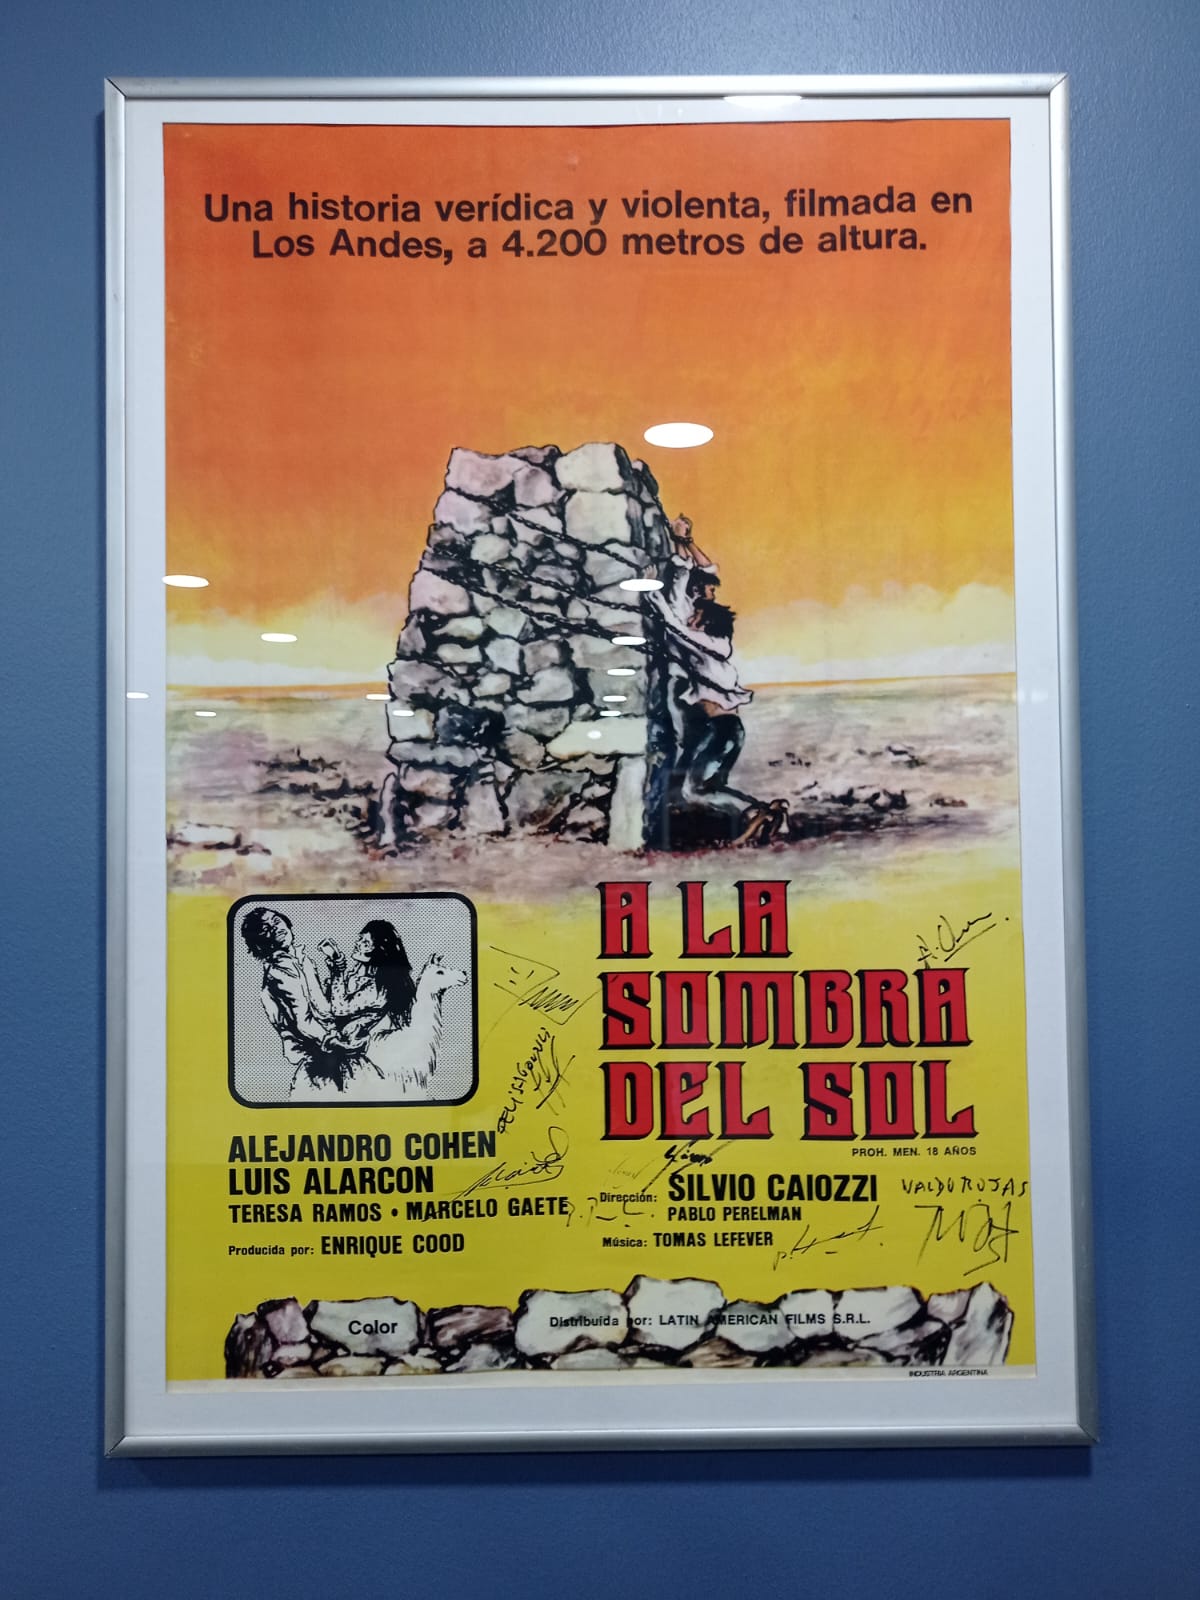 Una historia verídica y violenta, filmada en
Los Andes, a 4.200 metros de altura.
A LA
SOMBRA
DEL SOL
PROH. MEN. 18 AÑOS
ALEJANDRO COHEN
LUIS ALARCON
TERESA RAMOS • MARCELO GAETE
Producida por: ENRIQUE COOD
Dirección: SILVIO CAIOZZI
PABLO PERELMAN
Música: TOMAS LEFEVER
VALDO ROJAS
Color
Distribuída por: LATIN AMERICAN FILMS S.R.L.
INDUSTRIA ARGENTINA